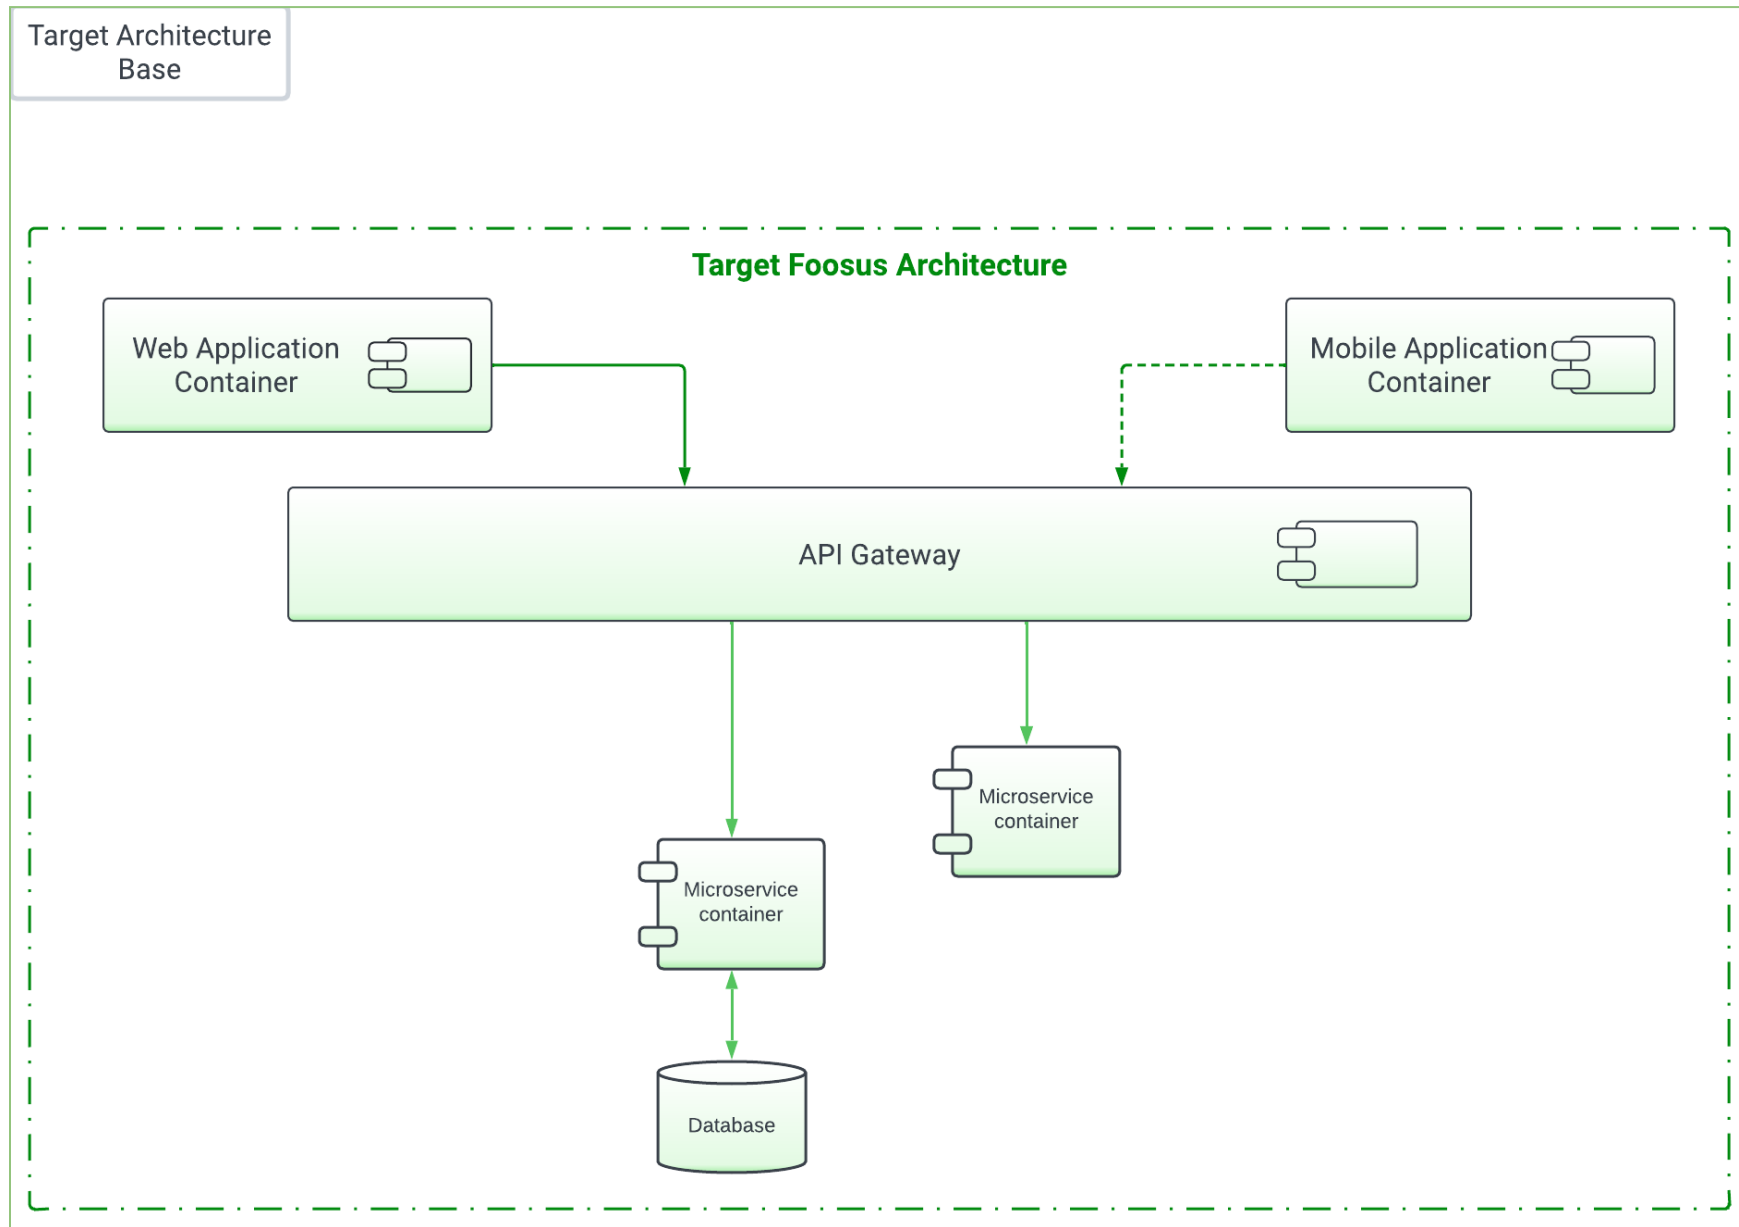 Target Architecture
Base
Target Foosus Architecture
Web Application
Container
Mobile Application
Container
API Gateway
Microservice
container
Microservice
container
Database